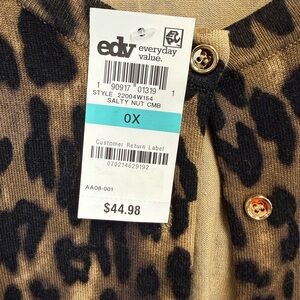 edv everyday
value.
1 90917 01319 1
STYLE 22004W154
SALTY NUT CMB
0X
Customer Return Label
070214629192
AA08-001
$44.98